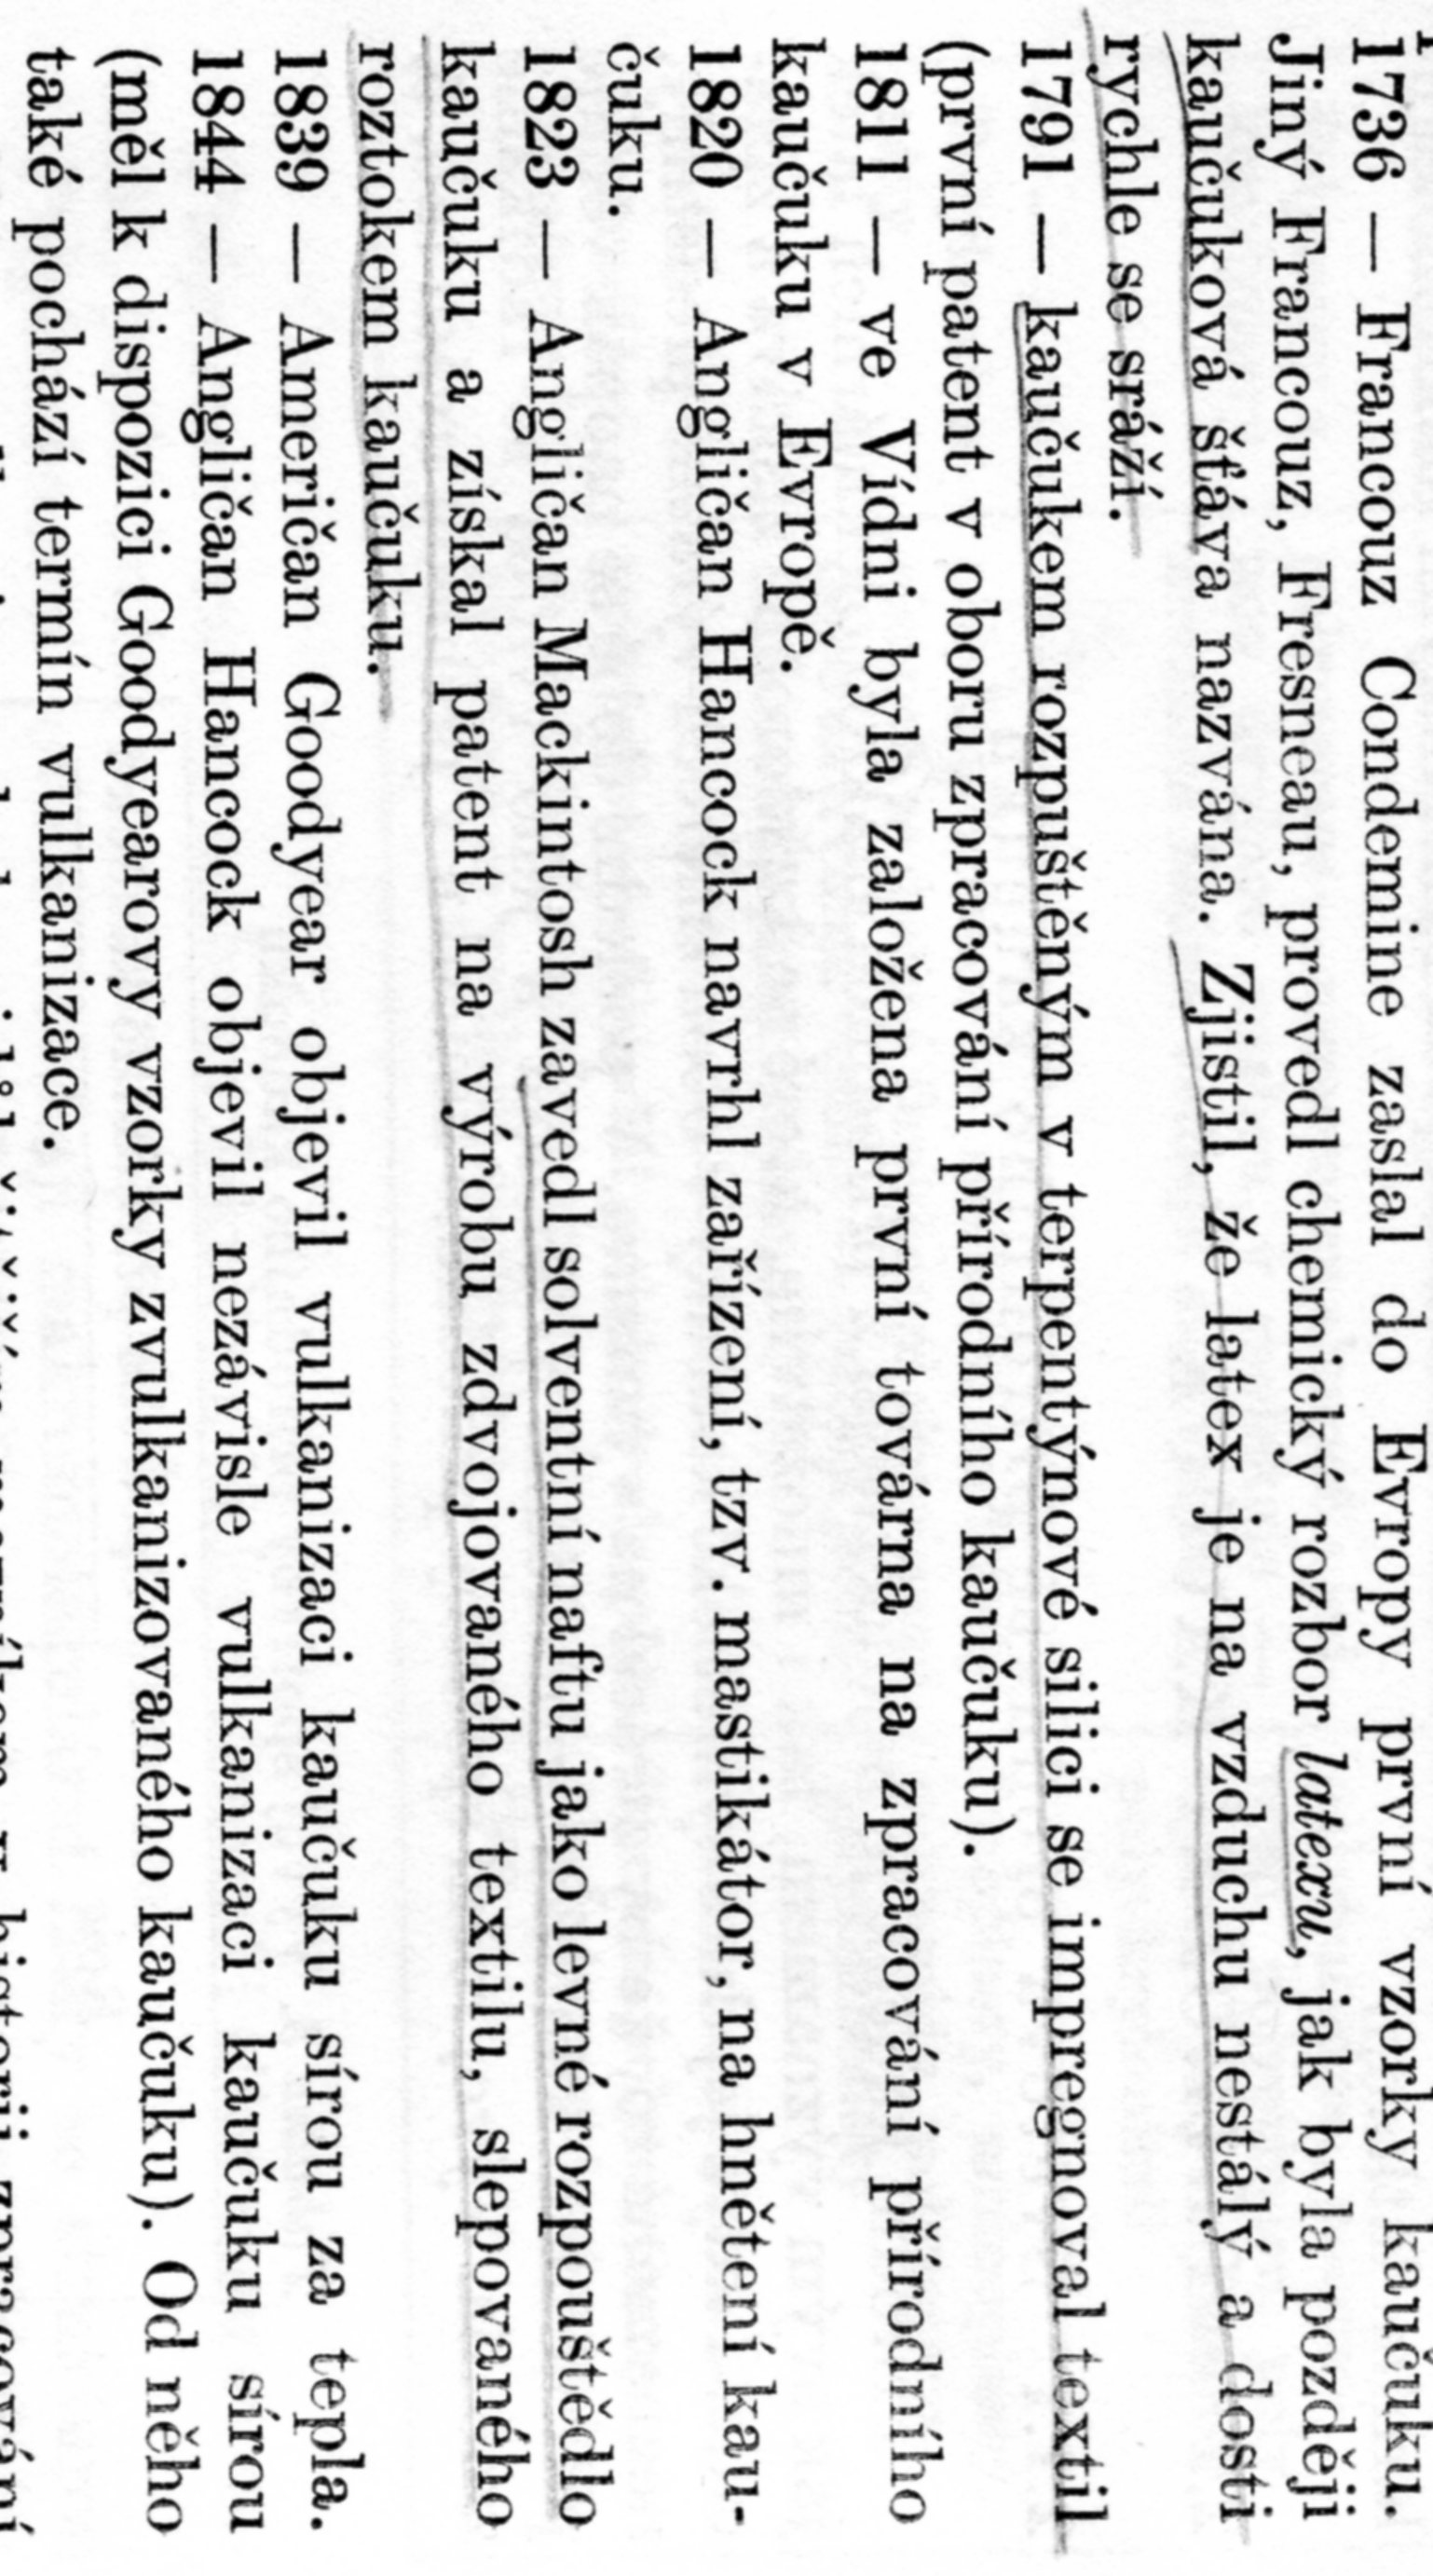 1736 — Francouz Condemine zaslal do Evropy první vzorky kaučuku.
Jiný Francouz, Fresneau, provedl chemický rozbor latexu, jak byla později
kaučuková šťáva nazvána. Zjistil, že latex je na vzduchu nestálý a dosti
rychle se sráží.
1791 — kaučukem rozpuštěným v terpentýnové silici se impregnoval textil
(první patent v oboru zpracování přírodního kaučuku).
1811 — ve Vídni byla založena první továrna na zpracování přírodního
kaučuku v Evropě.
1820 — Angličan Hancock navrhl zařízení, tzv. mastikátor, na hnětení kau-
čuku.
1823 — Angličan Mackintosh zavedl solventní naftu jako levné rozpouštědlo
kaučuku a získal patent na výrobu zdvojovaného textilu, slepovaného
roztokem kaučuku.
1839 — Američan Goodyear objevil vulkanizaci kaučuku sírou za tepla.
1844 — Angličan Hancock objevil nezávisle vulkanizaci kaučuku sírou
(měl k dispozici Goodyearovy vzorky zvulkanizovaného kaučuku). Od něho
také pochází termín vulkanizace.